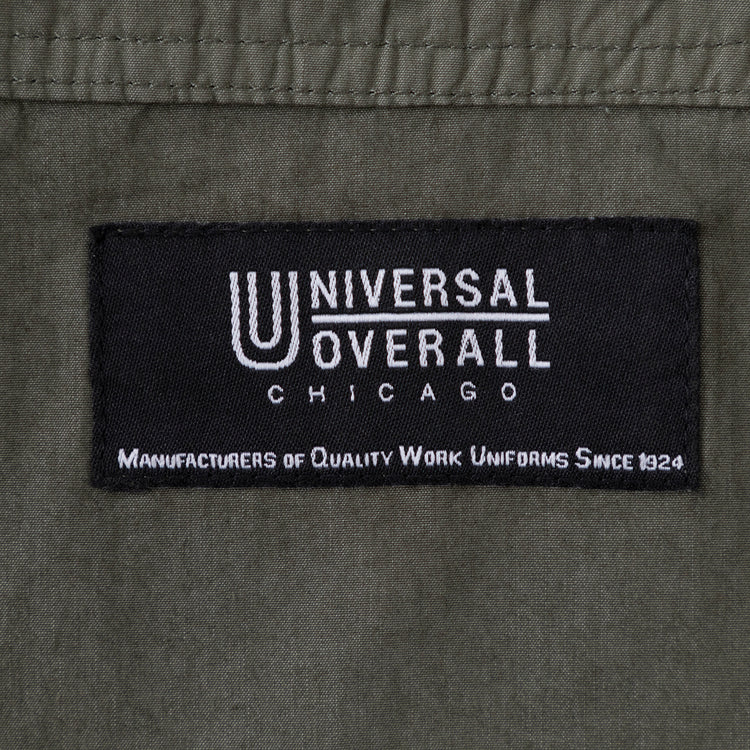 UNIVERSAL
OVERALL
CHICAGO
MANUFACTURERS OF QUALITY WORK UNIFORMS SINCE 1924